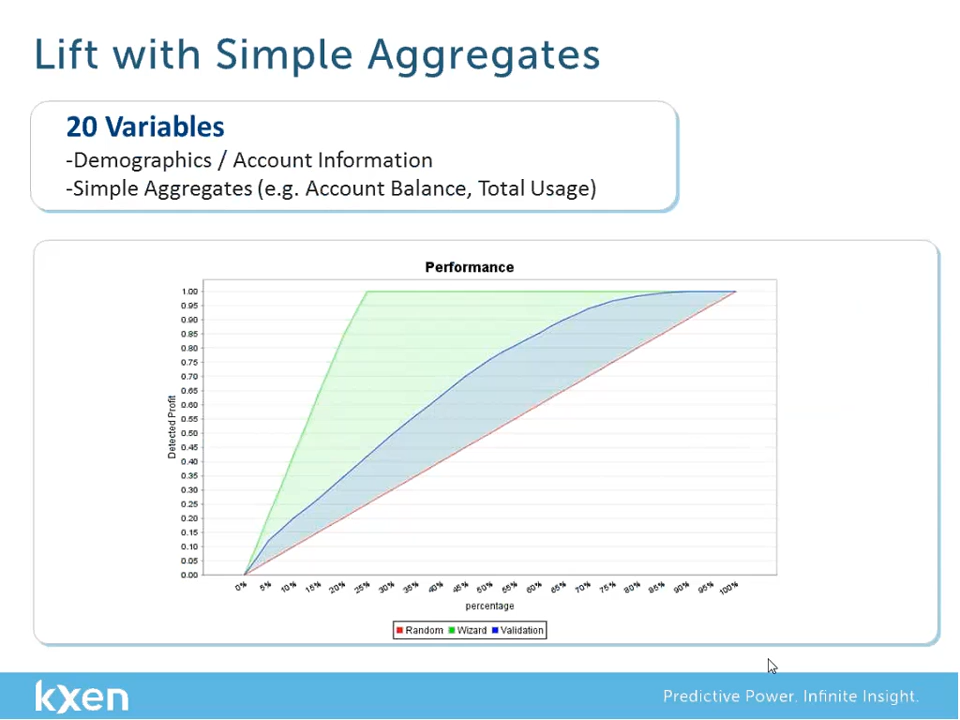 Lift with Simple Aggregates
20 Variables
-Demographics / Account Information
-Simple Aggregates (e.g. Account Balance, Total Usage)
Performance
1.00
0.95
0.90
0.85
0.80
0.75
0.70
0.65
0.60
0.55
0.50
0.45
0.40
0.35
0.30
0.25
0.20
0.15
0.10
0.05
0.00
Detected Profit
0% 5% 10% 15% 20% 25% 30% 35% 40% 45% 50% 55% 60% 65% 70% 75% 80% 85% 90% 95% 100%
percentage
Random Wizard Validation
kxen
Predictive Power. Infinite Insight.